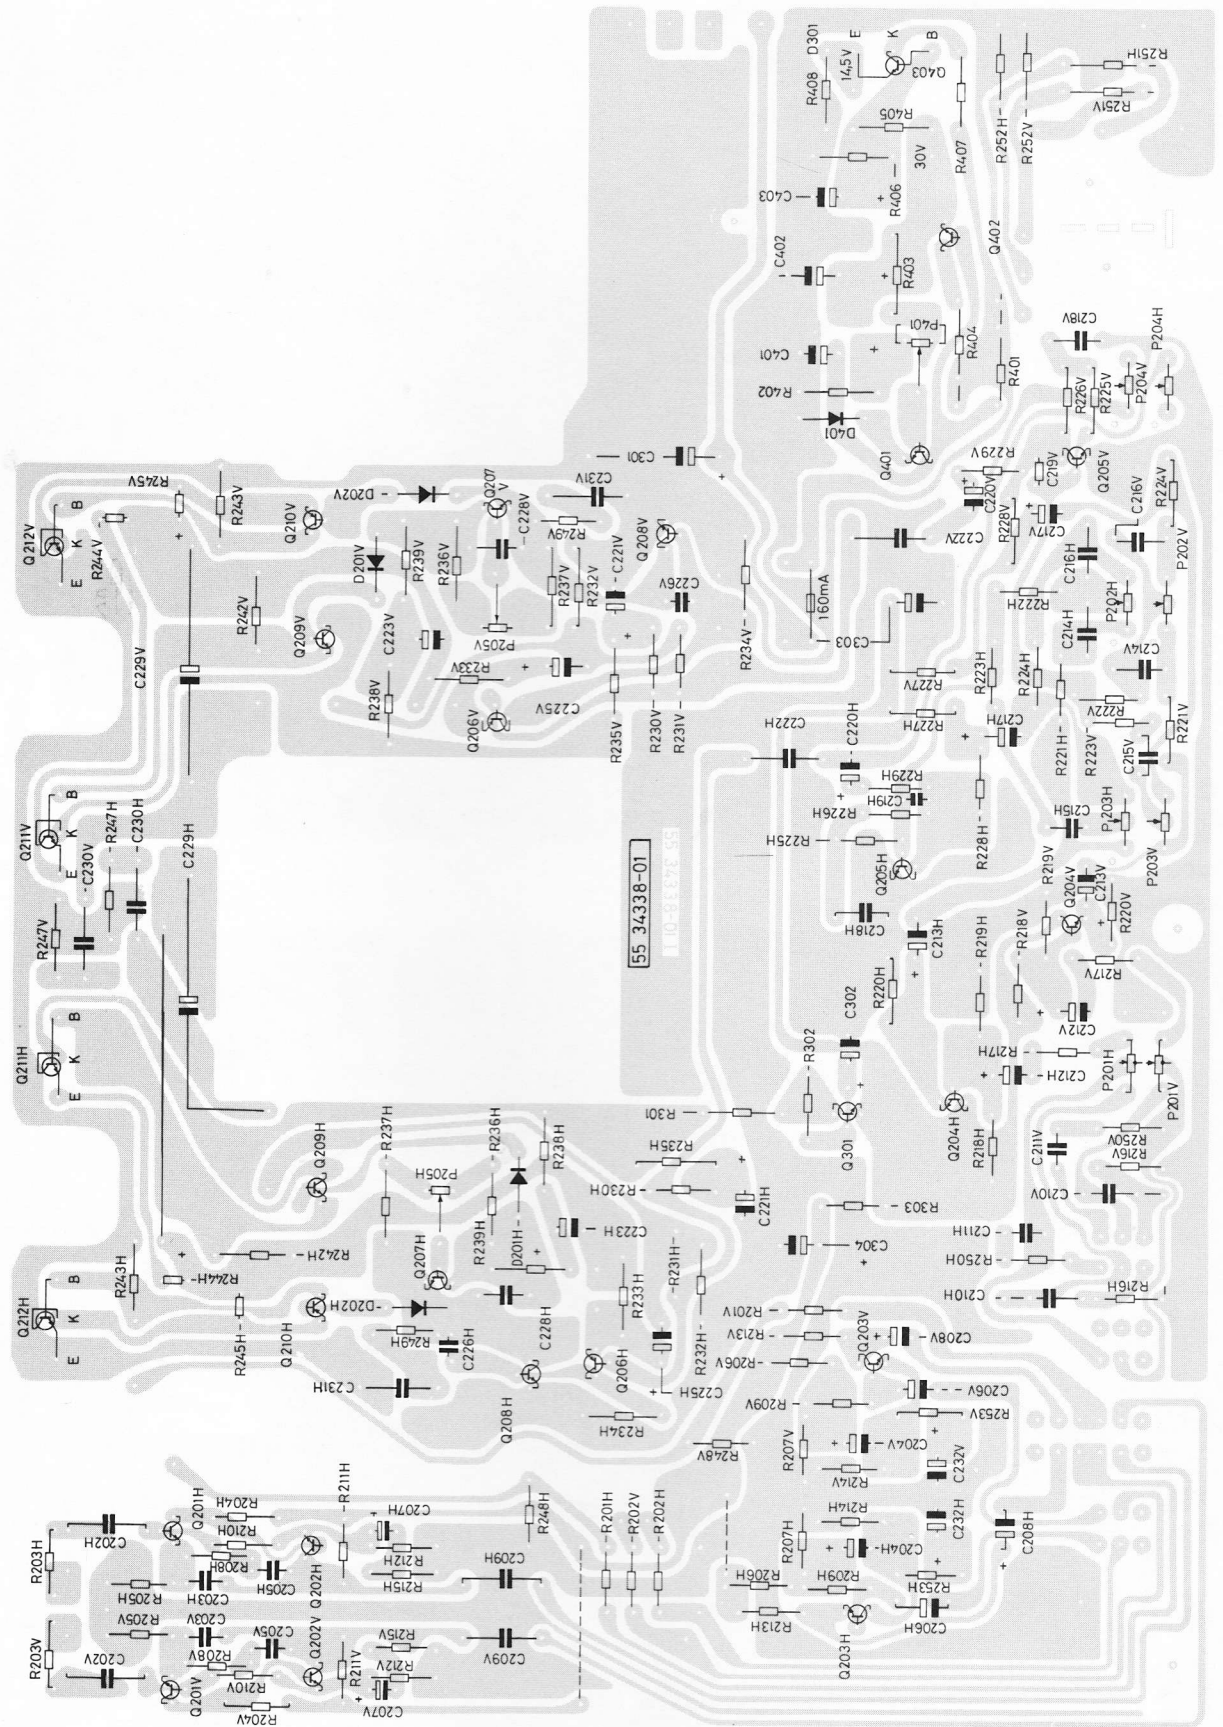 D301
E
K
B
14,5V
R408
Q403
R251H
R251V
R405
R407
R252H
R252V
30V
C403
+
R406
C402
Q402
R403
+
P401
C401
+
R404
R401
C218V
P204H
R402
D401
R226V
R225V
P204V
Q401
R229V
C219V
Q205V
C301
+
C220V
R228V
C217V
C216V
R224V
C222V
C216H
P202V
160mA
R222H
P202H
C303
C214H
C214V
R234V
R227V
R223H
R224H
R222V
R227H
C217H
R221H
R223V
C215V
R221V
C222H
C220H
R229H
C219H
R226H
R225H
R228H
C215H
P203H
P203V
Q205H
R219V
Q204V
C213V
R220V
C218H
C213H
R219H
R218V
R217V
R220H
C302
C212V
R302
R217H
C212H
P201H
P201V
R301
Q301
Q204H
R218H
C211V
R250V
R216V
C210V
R235H
R230H
C221H
R303
C211H
C304
R250H
C210H
R216H
Q212V
E K B
R244V
R245V
+
R243V
Q210V
D202V
Q207V
C231V
C228V
R249V
Q208V
D201V
R239V
R236V
R237V
R232V
C221V
C226V
R242V
Q209V
C223V
P205V
R233V
R238V
Q206V
C225V
R235V
R230V
R231V
C229V
Q211V
E K B
C230V
R247H
C230H
C229H
R247V
55 34338-01
Q211H
E K B
Q209H
R237H
P205H
R236H
R238H
R239H
D201H
C223H
Q212H
E K B
R243H
R244H
+
R242H
R245H
Q210H
D202H
Q207H
R249H
C226H
C228H
R233H
R231H
R232H
C231H
Q208H
Q206H
C225H
R234H
R201V
R213V
R206V
Q203V
C208V
R209V
C206V
R253V
R248V
R207V
C204V
R214V
C232V
R203H
C202H
Q201H
R204H
R210H
R208H
R205H
C203H
C205H
Q202H
R211H
C207H
R212H
R215H
C209H
R248H
R201H
R202V
R202H
R207H
R214H
C204H
C232H
C208H
R206H
R209H
R253H
R213H
Q203H
C206H
R203V
C202V
R205V
C203V
R208V
C205V
Q202V
R210V
Q201V
R204V
R211V
R215V
R212V
C207V
C209V